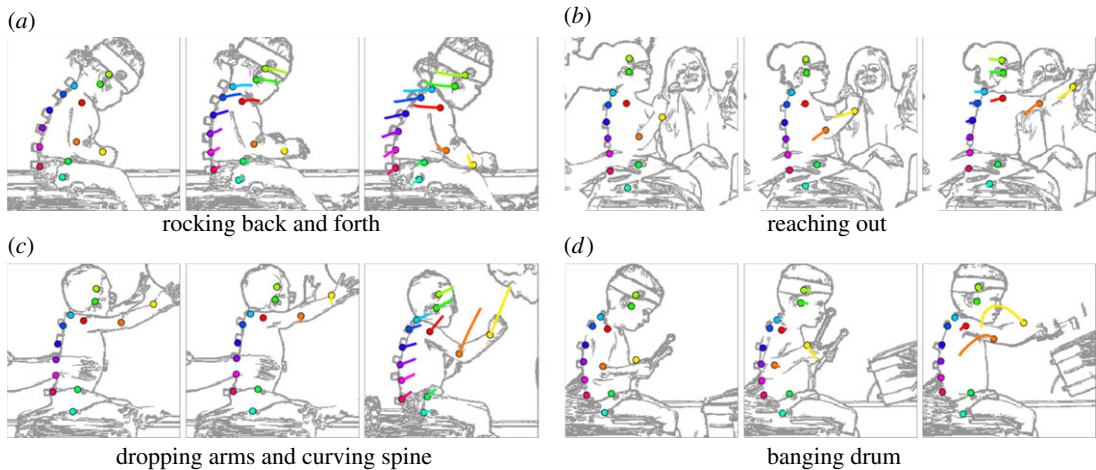 (a)
(b)
rocking back and forth
reaching out
(c)
(d)
dropping arms and curving spine
banging drum